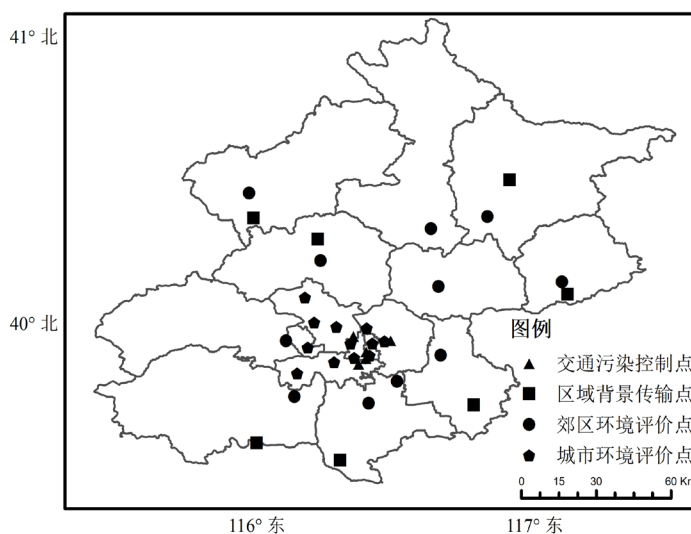 41° 北
40° 北
图例
交通污染控制点
区域背景传输点
郊区环境评价点
城市环境评价点
0 15 30 60 Km
116° 东
117° 东